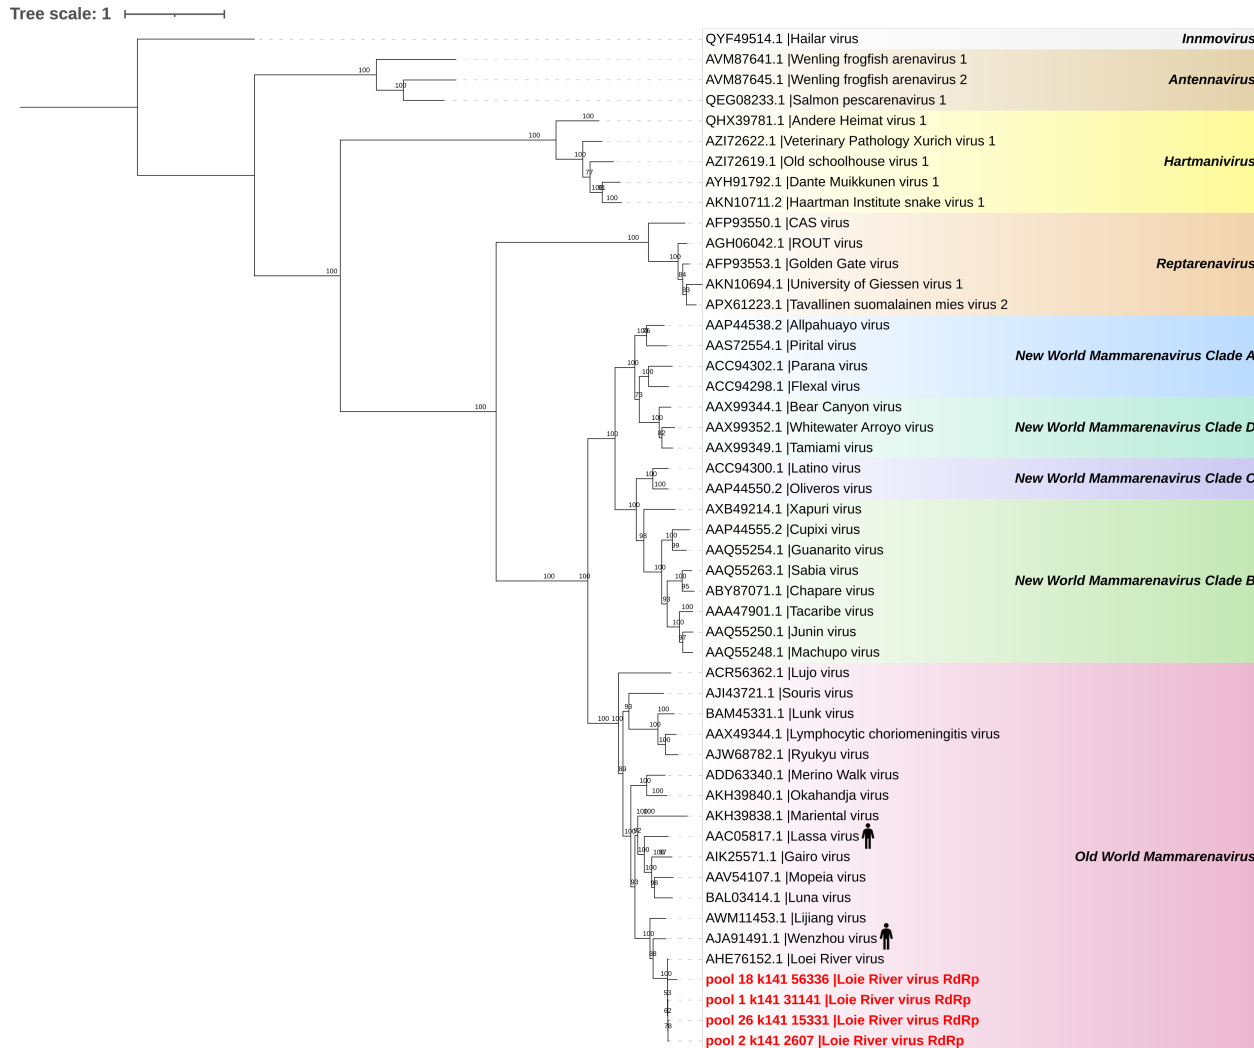 Tree scale: 1
QYF49514.1 |Hailar virus
Innmovirus
AVM87641.1 |Wenling frogfish arenavirus 1
AVM87645.1 |Wenling frogfish arenavirus 2
Antennavirus
QEG08233.1 |Salmon pescarenavirus 1
QHX39781.1 |Andere Heimat virus 1
AZI72622.1 |Veterinary Pathology Xurich virus 1
AZI72619.1 |Old schoolhouse virus 1
Hartmanivirus
AYH91792.1 |Dante Muikkunen virus 1
AKN10711.2 |Haartman Institute snake virus 1
AFP93550.1 |CAS virus
AGH06042.1 |ROUT virus
AFP93553.1 |Golden Gate virus
Reptarenavirus
AKN10694.1 |University of Giessen virus 1
APX61223.1 |Tavallinen suomalainen mies virus 2
AAP44538.2 |Allpahuayo virus
AAS72554.1 |Pirital virus
New World Mammarenavirus Clade A
ACC94302.1 |Parana virus
ACC94298.1 |Flexal virus
AAX99344.1 |Bear Canyon virus
AAX99352.1 |Whitewater Arroyo virus
New World Mammarenavirus Clade D
AAX99349.1 |Tamiami virus
ACC94300.1 |Latino virus
New World Mammarenavirus Clade C
AAP44550.2 |Oliveros virus
AXB49214.1 |Xapuri virus
AAP44555.2 |Cupixi virus
AAQ55254.1 |Guanarito virus
AAQ55263.1 |Sabia virus
New World Mammarenavirus Clade B
ABY87071.1 |Chapare virus
AAA47901.1 |Tacaribe virus
AAQ55250.1 |Junin virus
AAQ55248.1 |Machupo virus
ACR56362.1 |Lujo virus
AJI43721.1 |Souris virus
BAM45331.1 |Lunk virus
AAX49344.1 |Lymphocytic choriomeningitis virus
AJW68782.1 |Ryukyu virus
ADD63340.1 |Merino Walk virus
AKH39840.1 |Okahandja virus
AKH39838.1 |Mariental virus
AAC05817.1 |Lassa virus
AIK25571.1 |Gairo virus
Old World Mammarenavirus
AAV54107.1 |Mopeia virus
BAL03414.1 |Luna virus
AWM11453.1 |Lijiang virus
AJA91491.1 |Wenzhou virus
AHE76152.1 |Loei River virus
pool 18 k141 56336 |Loie River virus RdRp
pool 1 k141 31141 |Loie River virus RdRp
pool 26 k141 15331 |Loie River virus RdRp
pool 2 k141 2607 |Loie River virus RdRp